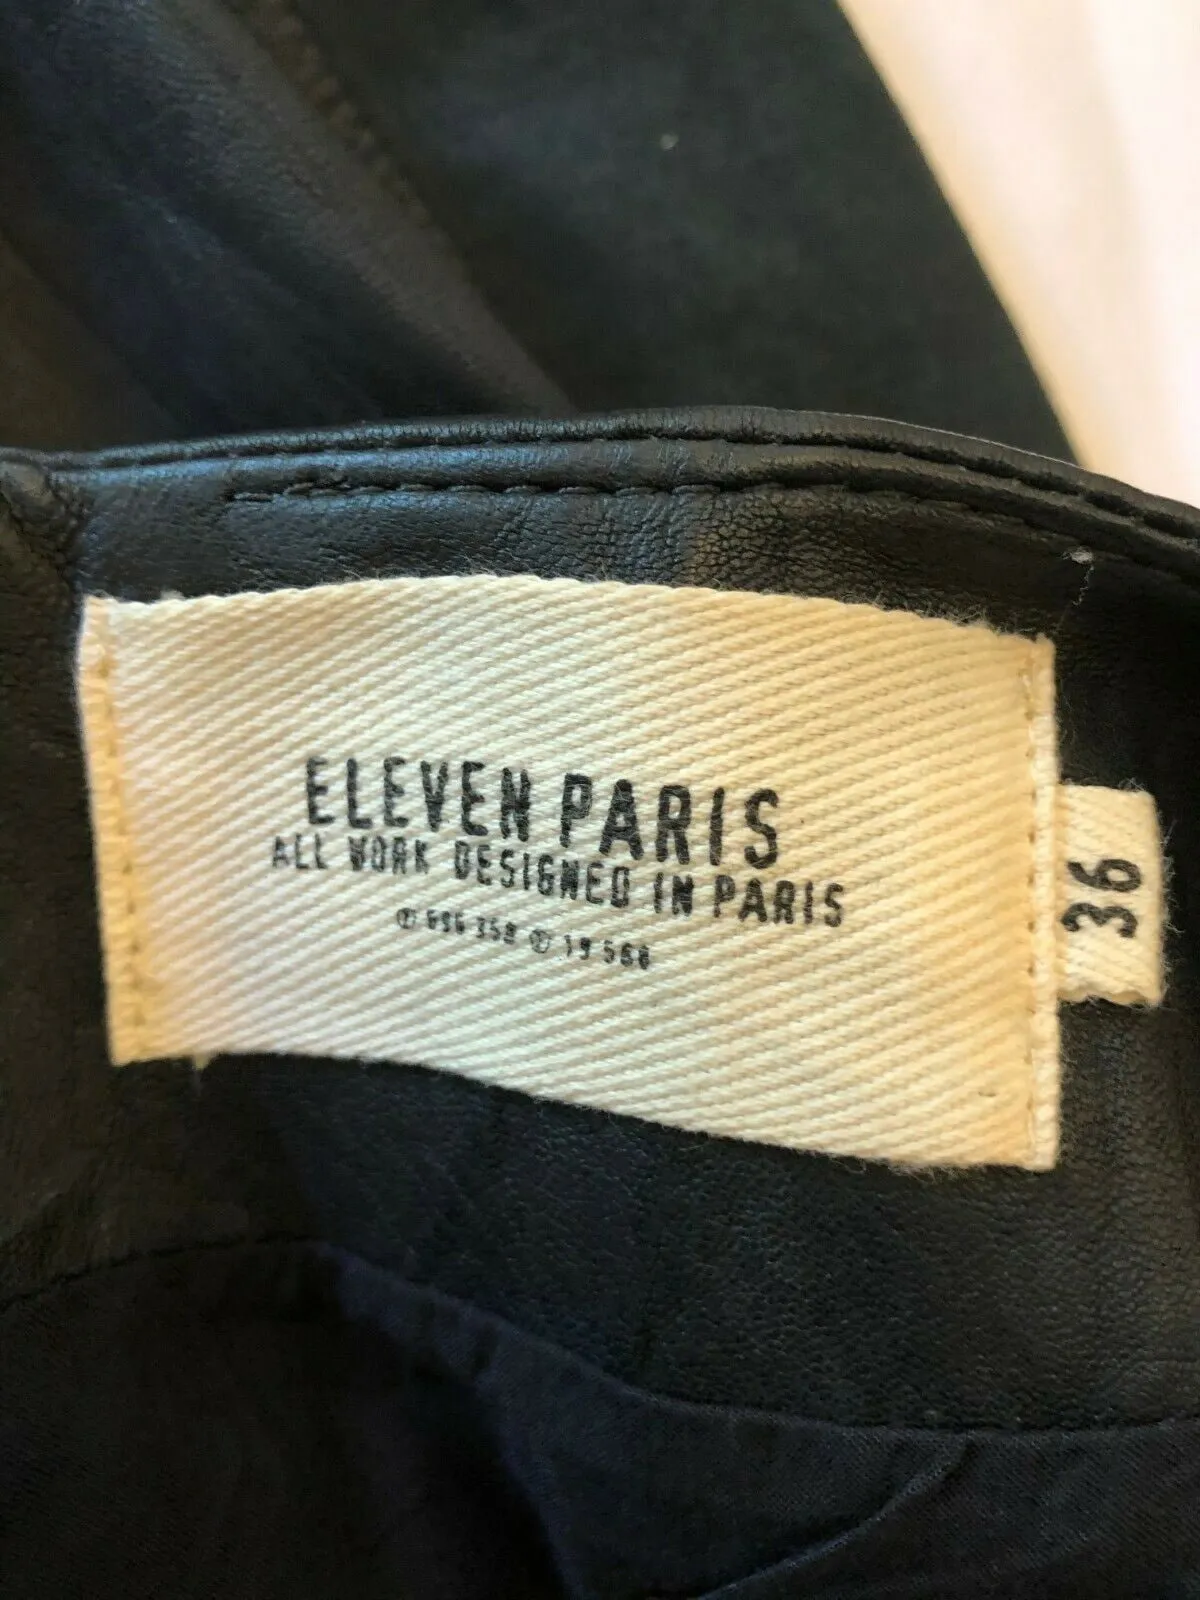 ELEVEN PARIS
ALL WORK DESIGNED IN PARIS
36